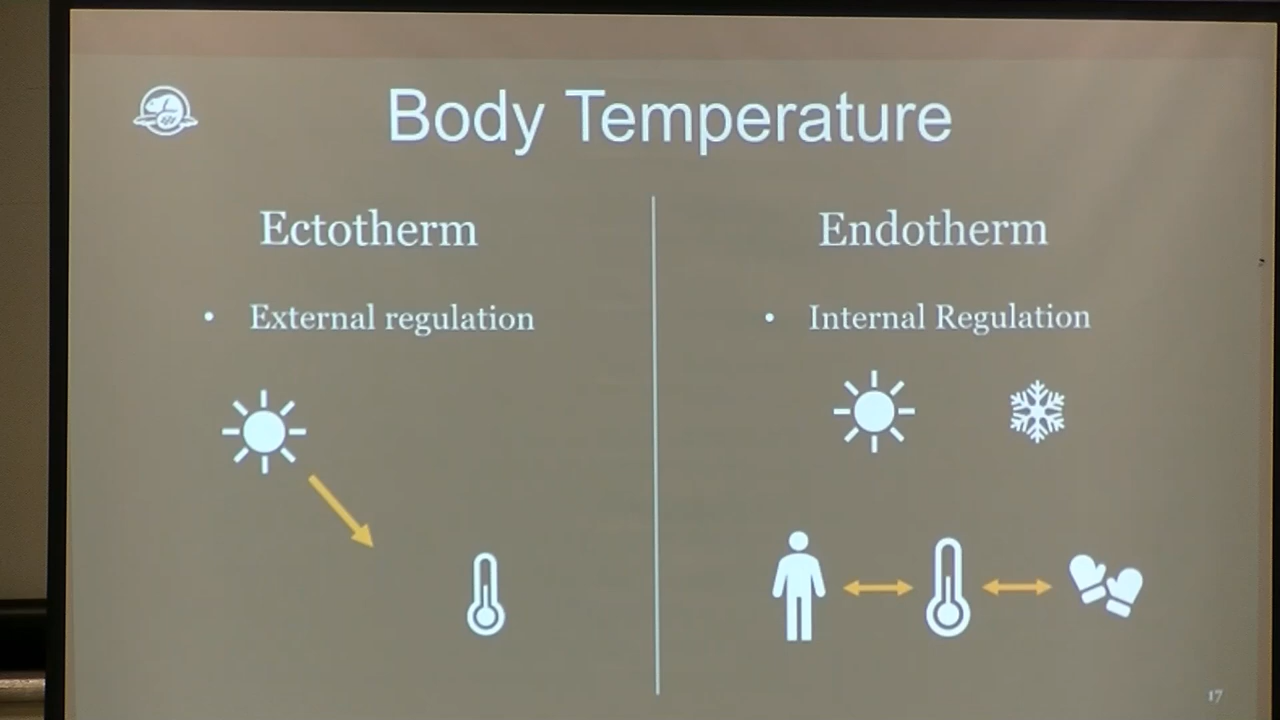 Body Temperature
Ectotherm
• External regulation
Endotherm
• Internal Regulation
17